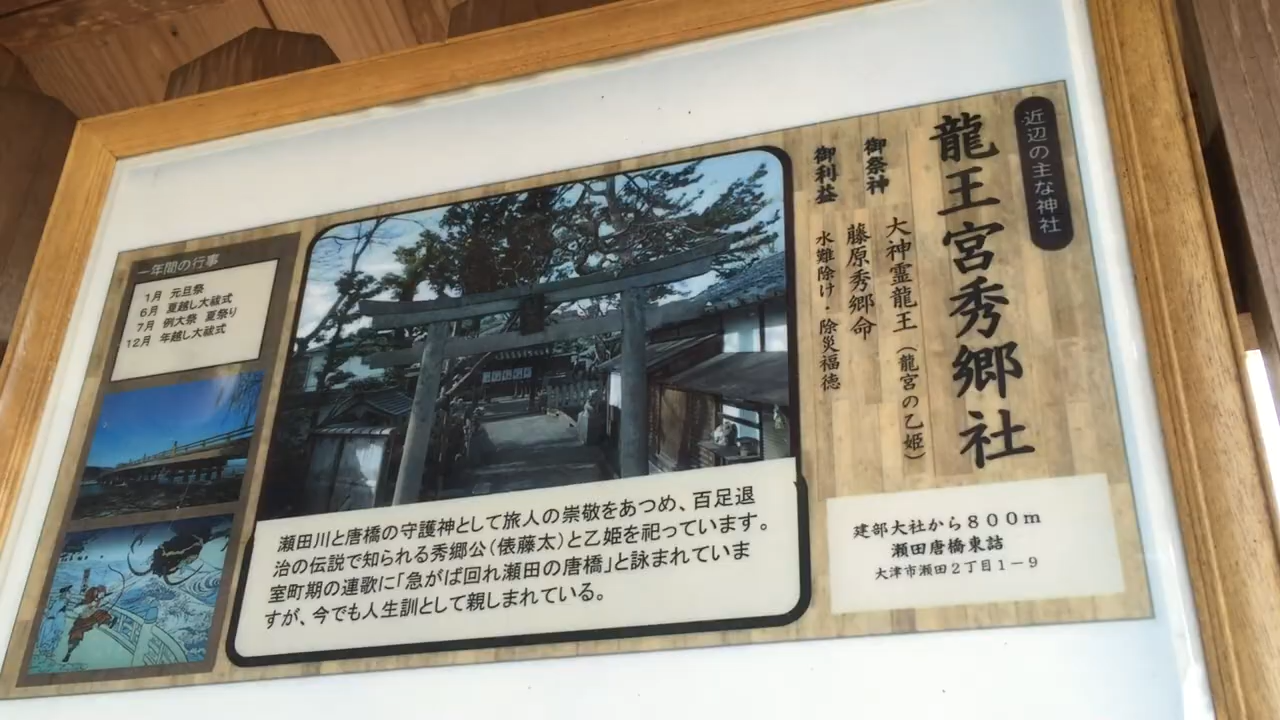 近辺の主な神社
龍王宮秀郷社
御祭神
大神霊龍王（龍宮の乙姫）
藤原秀郷命
御利益
水難除け・除災福徳
建部大社から８００ｍ
瀬田唐橋東詰
大津市瀬田２丁目１－９
瀬田川と唐橋の守護神として旅人の崇敬をあつめ、百足退
治の伝説で知られる秀郷公（俵藤太）と乙姫を祀っています。
室町期の連歌に「急がば回れ瀬田の唐橋」と詠まれていま
すが、今でも人生訓として親しまれている。
一年間の行事
1月 元旦祭
6月 夏越し大祓式
7月 例大祭 夏祭り
12月 年越し大祓式